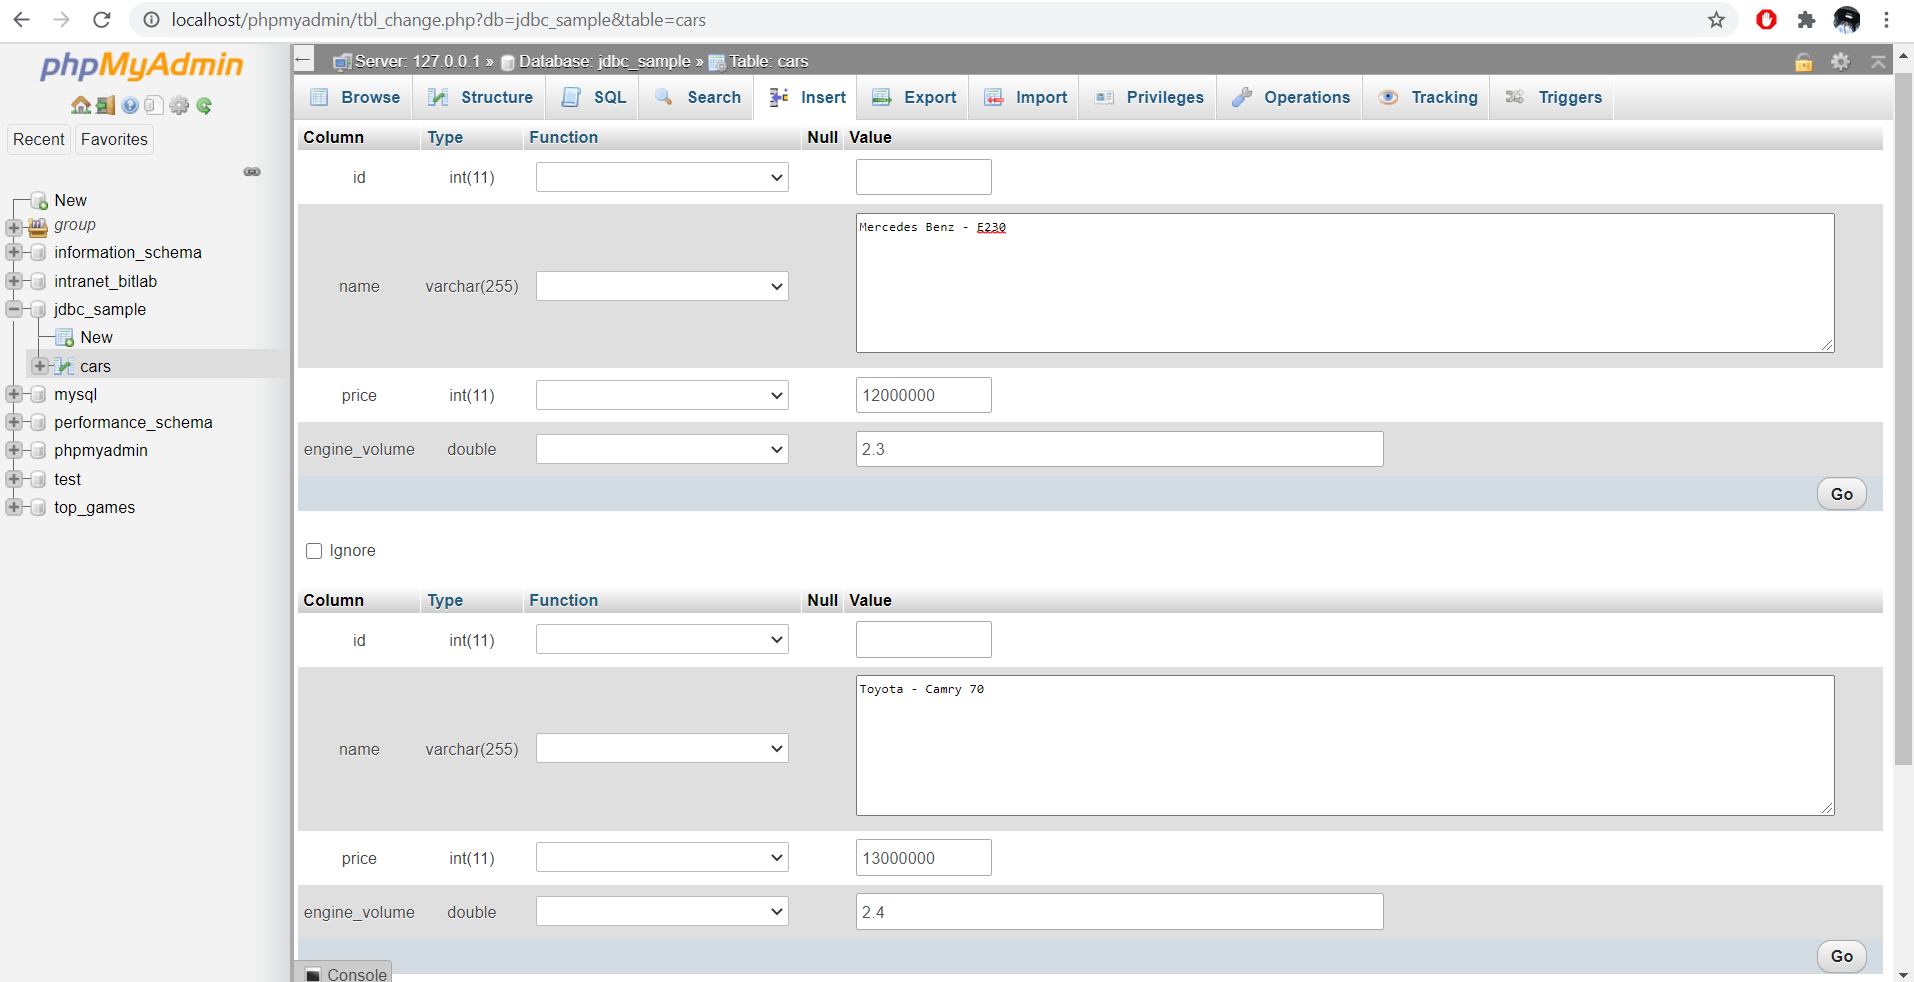 localhost/phpmyadmin/tbl_change.php?db=jdbc_sample&table=cars
phpMyAdmin
Recent Favorites
New
group
information_schema
intranet_bitlab
jdbc_sample
New
cars
mysql
performance_schema
phpmyadmin
test
top_games
Server: 127.0.0.1 » Database: jdbc_sample » Table: cars
Browse Structure SQL Search Insert Export Import Privileges Operations Tracking Triggers
Column Type Function Null Value
id int(11)
name varchar(255) Mercedes Benz - E230
price int(11) 12000000
engine_volume double 2.3
Go
Ignore
Column Type Function Null Value
id int(11)
name varchar(255) Toyota - Camry 70
price int(11) 13000000
engine_volume double 2.4
Go
Console